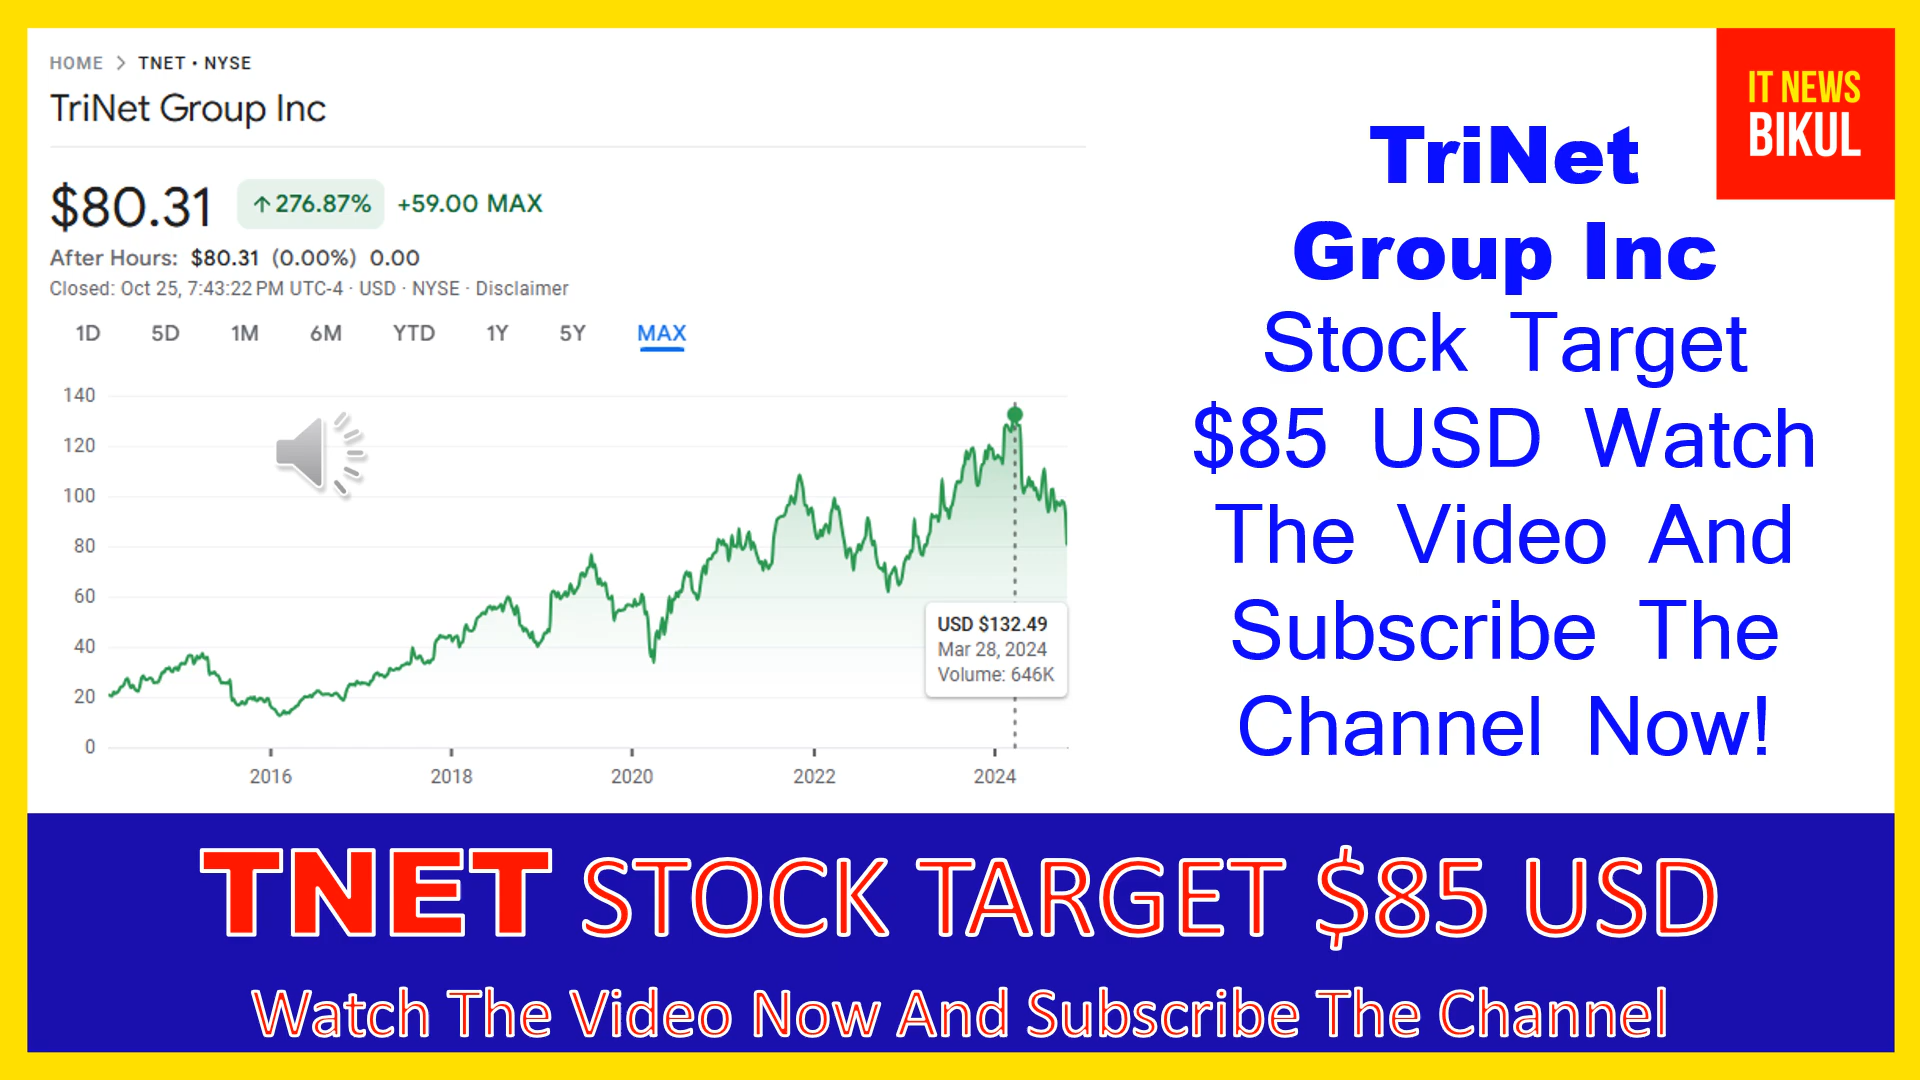 HOME > TNET • NYSE
TriNet Group Inc
$80.31 ↑276.87% +59.00 MAX
After Hours: $80.31 (0.00%) 0.00
Closed: Oct 25, 7:43:22 PM UTC-4 · USD · NYSE · Disclaimer
1D 5D 1M 6M YTD 1Y 5Y MAX
140
120
100
80
60
40
20
0
USD $132.49
Mar 28, 2024
Volume: 646K
2016 2018 2020 2022 2024
IT NEWS
BIKUL
TriNet
Group Inc
Stock Target
$85 USD Watch
The Video And
Subscribe The
Channel Now!
TNET STOCK TARGET $85 USD
Watch The Video Now And Subscribe The Channel